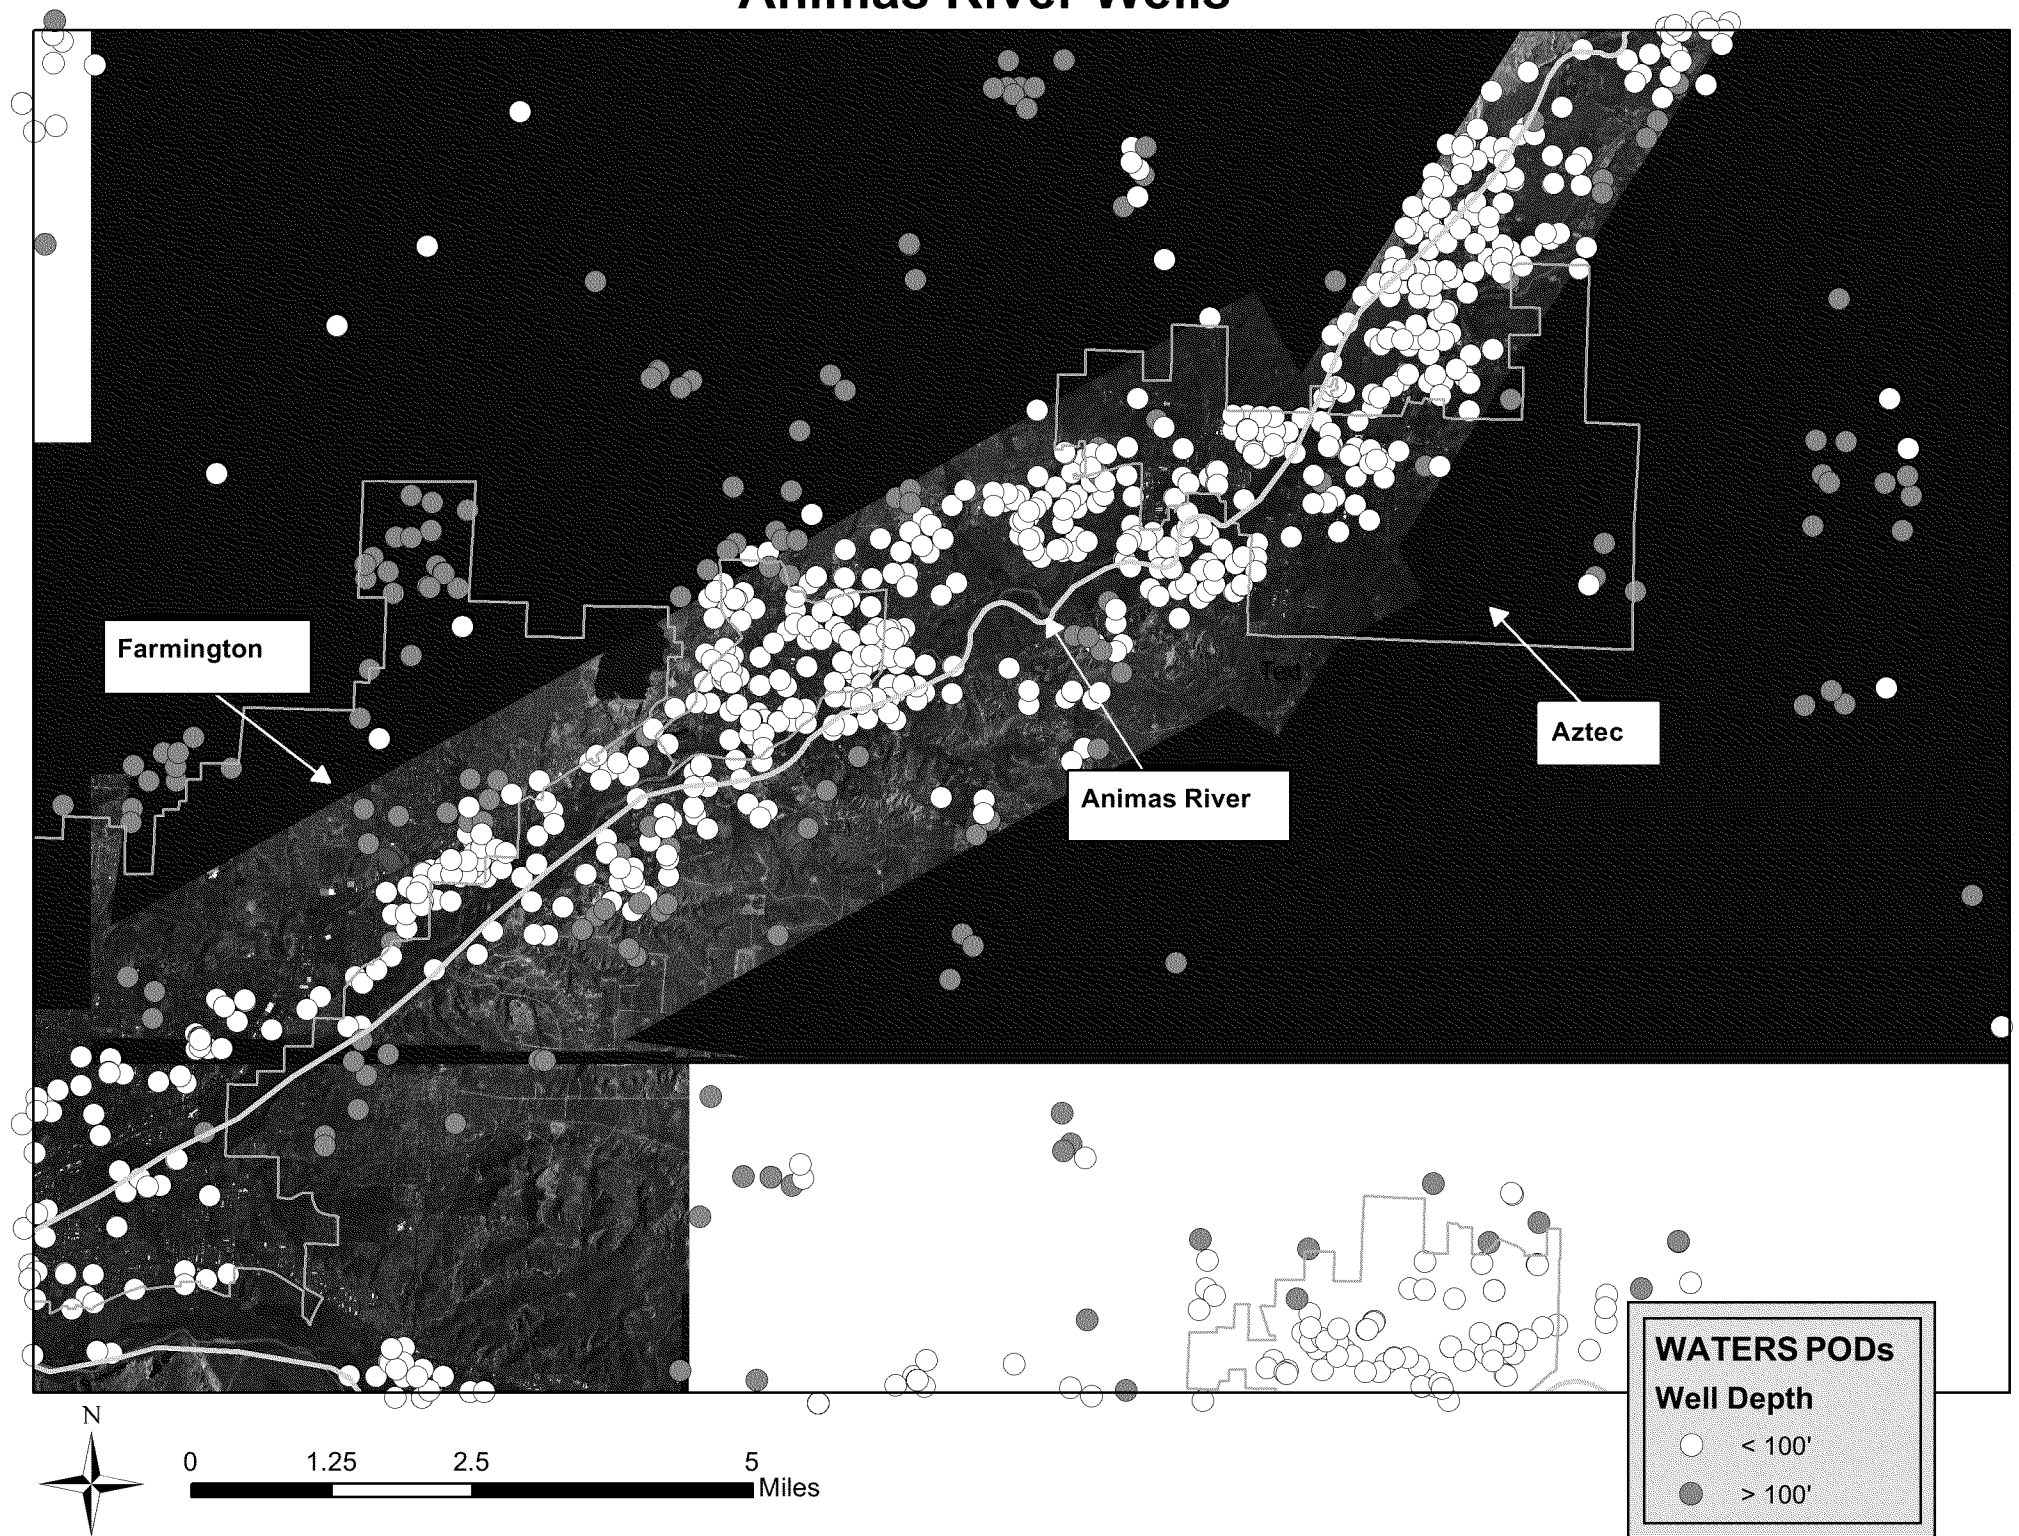 Animas River Wells
Farmington
Text
Aztec
Animas River
WATERS PODs
Well Depth
< 100'
> 100'
N
0 1.25 2.5 5
Miles